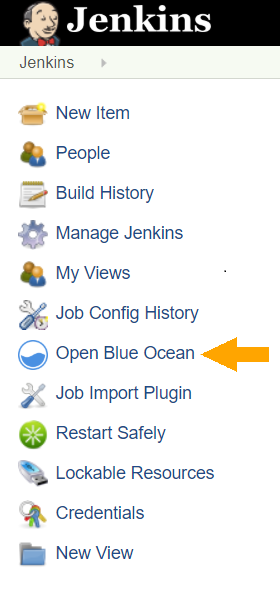 Jenkins
Jenkins
New Item
People
Build History
Manage Jenkins
My Views
Job Config History
Open Blue Ocean
Job Import Plugin
Restart Safely
Lockable Resources
Credentials
New View